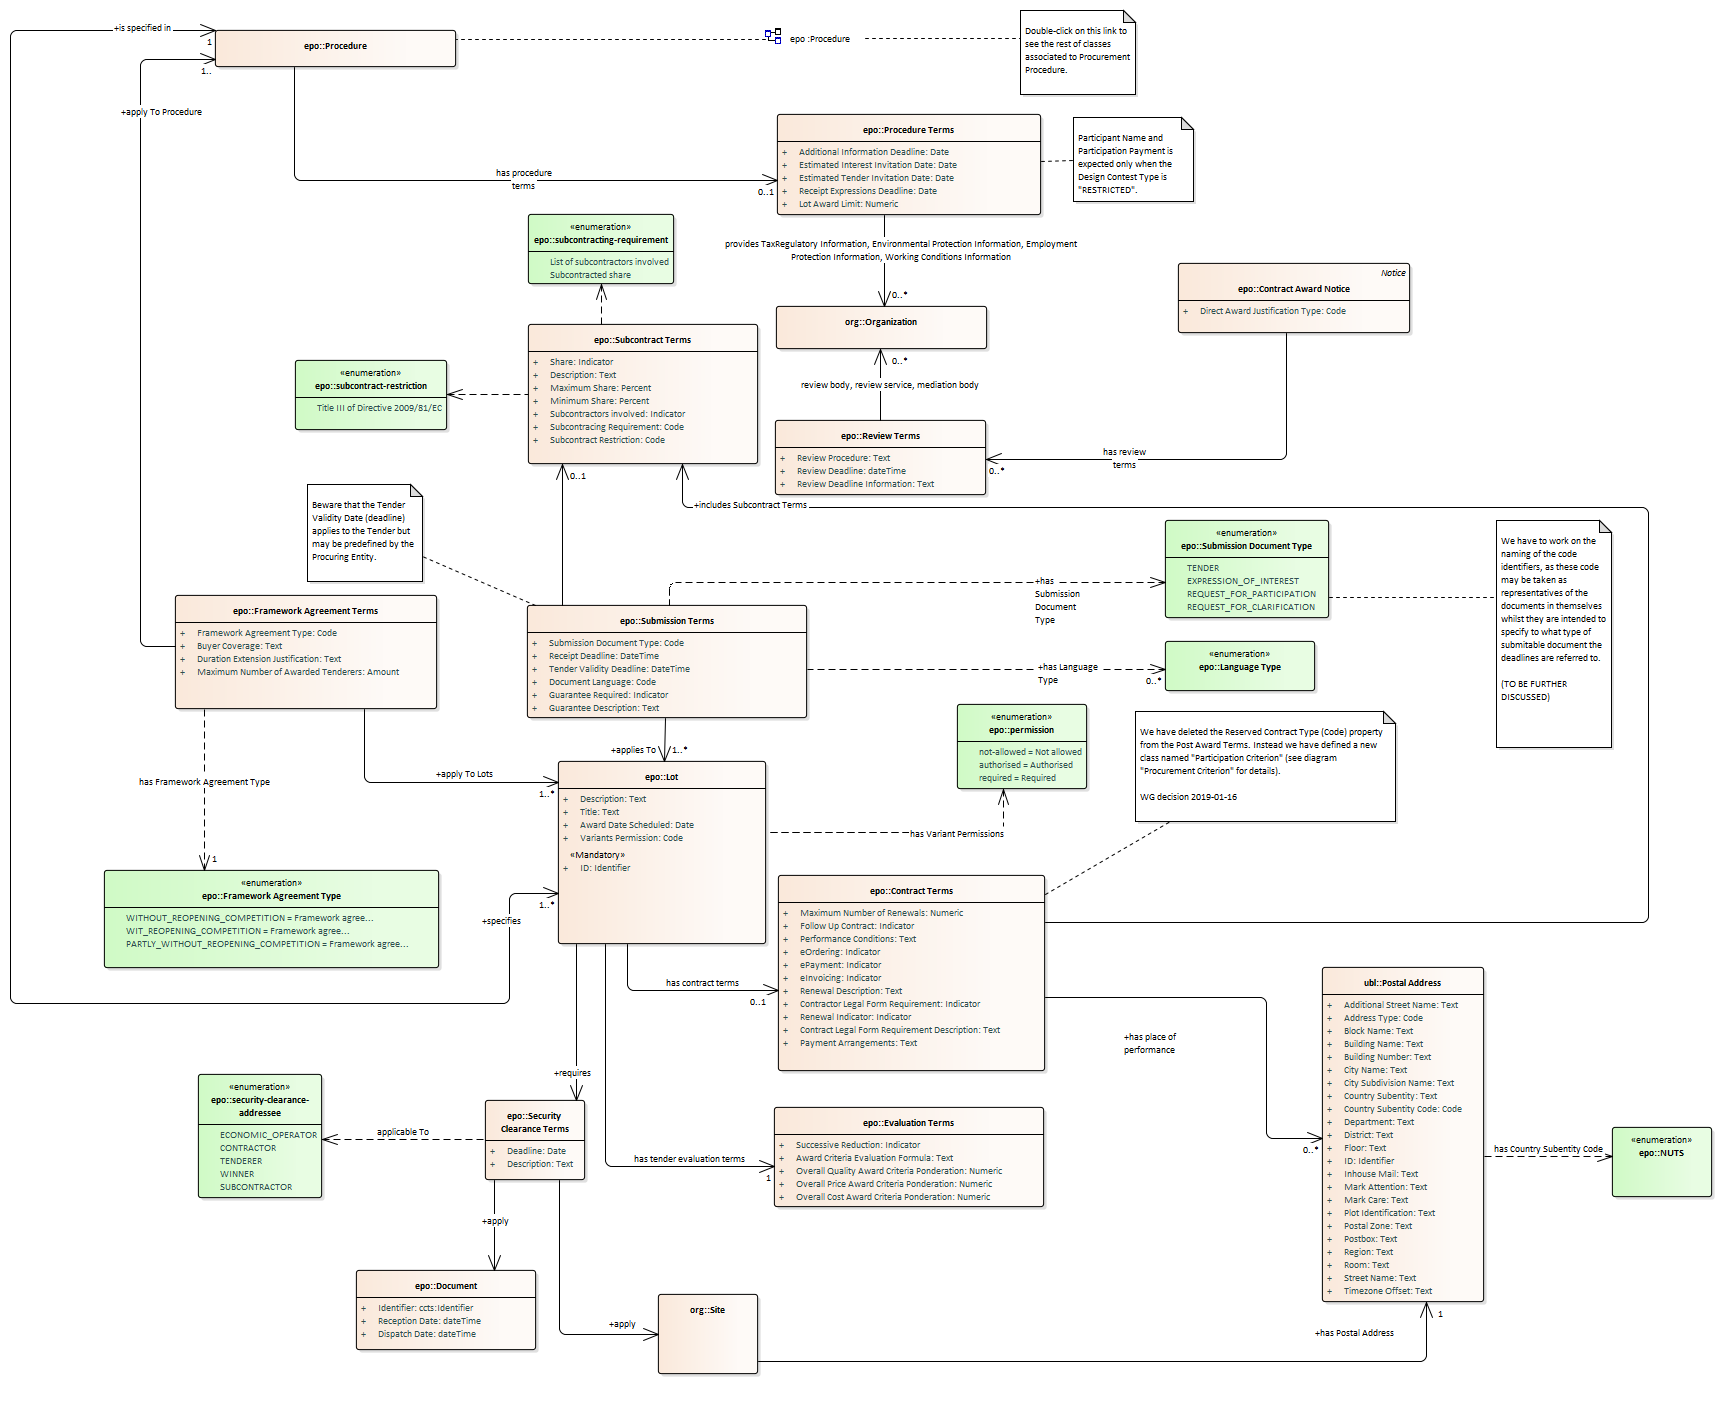 +is specified in
1
epo::Procedure
epo :Procedure
Double-click on this link to
see the rest of classes
associated to Procurement
Procedure.
1..
+apply To Procedure
has procedure
terms
0..1
epo::Procedure Terms
+ Additional Information Deadline: Date
+ Estimated Interest Invitation Date: Date
+ Estimated Tender Invitation Date: Date
+ Receipt Expressions Deadline: Date
+ Lot Award Limit: Numeric
Participant Name and
Participation Payment is
expected only when the
Design Contest Type is
"RESTRICTED".
«enumeration»
epo::subcontracting-requirement
List of subcontractors involved
Subcontracted share
provides TaxRegulatory Information, Environmental Protection Information, Employment
Protection Information, Working Conditions Information
0..*
org::Organization
0..*
review body, review service, mediation body
Notice
epo::Contract Award Notice
+ Direct Award Justification Type: Code
epo::Subcontract Terms
+ Share: Indicator
+ Description: Text
+ Maximum Share: Percent
+ Minimum Share: Percent
+ Subcontractors involved: Indicator
+ Subcontracing Requirement: Code
+ Subcontract Restriction: Code
«enumeration»
epo::subcontract-restriction
Title III of Directive 2009/81/EC
epo::Review Terms
+ Review Procedure: Text
+ Review Deadline: dateTime
+ Review Deadline Information: Text
has review
terms
0..*
0..1
+includes Subcontract Terms
Beware that the Tender
Validity Date (deadline)
applies to the Tender but
may be predefined by the
Procuring Entity.
«enumeration»
epo::Submission Document Type
TENDER
EXPRESSION_OF_INTEREST
REQUEST_FOR_PARTICIPATION
REQUEST_FOR_CLARIFICATION
We have to work on the
naming of the code
identifiers, as these code
may be taken as
representatives of the
documents in themselves
whilst they are intended to
specify to what type of
submitable document the
deadlines are referred to.
(TO BE FURTHER
DISCUSSED)
+has
Submission
Document
Type
epo::Framework Agreement Terms
+ Framework Agreement Type: Code
+ Buyer Coverage: Text
+ Duration Extension Justification: Text
+ Maximum Number of Awarded Tenderers: Amount
epo::Submission Terms
+ Submission Document Type: Code
+ Receipt Deadline: DateTime
+ Tender Validity Deadline: DateTime
+ Document Language: Code
+ Guarantee Required: Indicator
+ Guarantee Description: Text
+has Language
Type
0..*
«enumeration»
epo::Language Type
«enumeration»
epo::permission
not-allowed = Not allowed
authorised = Authorised
required = Required
We have deleted the Reserved Contract Type (Code) property
from the Post Award Terms. Instead we have defined a new
class named "Participation Criterion" (see diagram
"Procurement Criterion" for details).
WG decision 2019-01-16
+applies To
1..*
+apply To Lots
1..*
has Framework Agreement Type
1
epo::Lot
+ Description: Text
+ Title: Text
+ Award Date Scheduled: Date
+ Variants Permission: Code
«Mandatory»
+ ID: Identifier
has Variant Permissions
«enumeration»
epo::Framework Agreement Type
WITHOUT_REOPENING_COMPETITION = Framework agree...
WIT_REOPENING_COMPETITION = Framework agree...
PARTLY_WITHOUT_REOPENING_COMPETITION = Framework agree...
1..*
+specifies
epo::Contract Terms
+ Maximum Number of Renewals: Numeric
+ Follow Up Contract: Indicator
+ Performance Conditions: Text
+ eOrdering: Indicator
+ ePayment: Indicator
+ eInvoicing: Indicator
+ Renewal Description: Text
+ Contractor Legal Form Requirement: Indicator
+ Renewal Indicator: Indicator
+ Contract Legal Form Requirement Description: Text
+ Payment Arrangements: Text
has contract terms
0..1
+has place of
performance
0..*
ubl::Postal Address
+ Additional Street Name: Text
+ Address Type: Code
+ Block Name: Text
+ Building Name: Text
+ Building Number: Text
+ City Name: Text
+ City Subdivision Name: Text
+ Country Subentity: Text
+ Country Subentity Code: Code
+ Department: Text
+ District: Text
+ Floor: Text
+ ID: Identifier
+ Inhouse Mail: Text
+ Mark Attention: Text
+ Mark Care: Text
+ Plot Identification: Text
+ Postal Zone: Text
+ Postbox: Text
+ Region: Text
+ Room: Text
+ Street Name: Text
+ Timezone Offset: Text
has Country Subentity Code
«enumeration»
epo::NUTS
+requires
«enumeration»
epo::security-clearance-
addressee
ECONOMIC_OPERATOR
CONTRACTOR
TENDERER
WINNER
SUBCONTRACTOR
applicable To
epo::Security
Clearance Terms
+ Deadline: Date
+ Description: Text
has tender evaluation terms
1
epo::Evaluation Terms
+ Successive Reduction: Indicator
+ Award Criteria Evaluation Formula: Text
+ Overall Quality Award Criteria Ponderation: Numeric
+ Overall Price Award Criteria Ponderation: Numeric
+ Overall Cost Award Criteria Ponderation: Numeric
+apply
epo::Document
+ Identifier: ccts:Identifier
+ Reception Date: dateTime
+ Dispatch Date: dateTime
+apply
org::Site
+has Postal Address
1